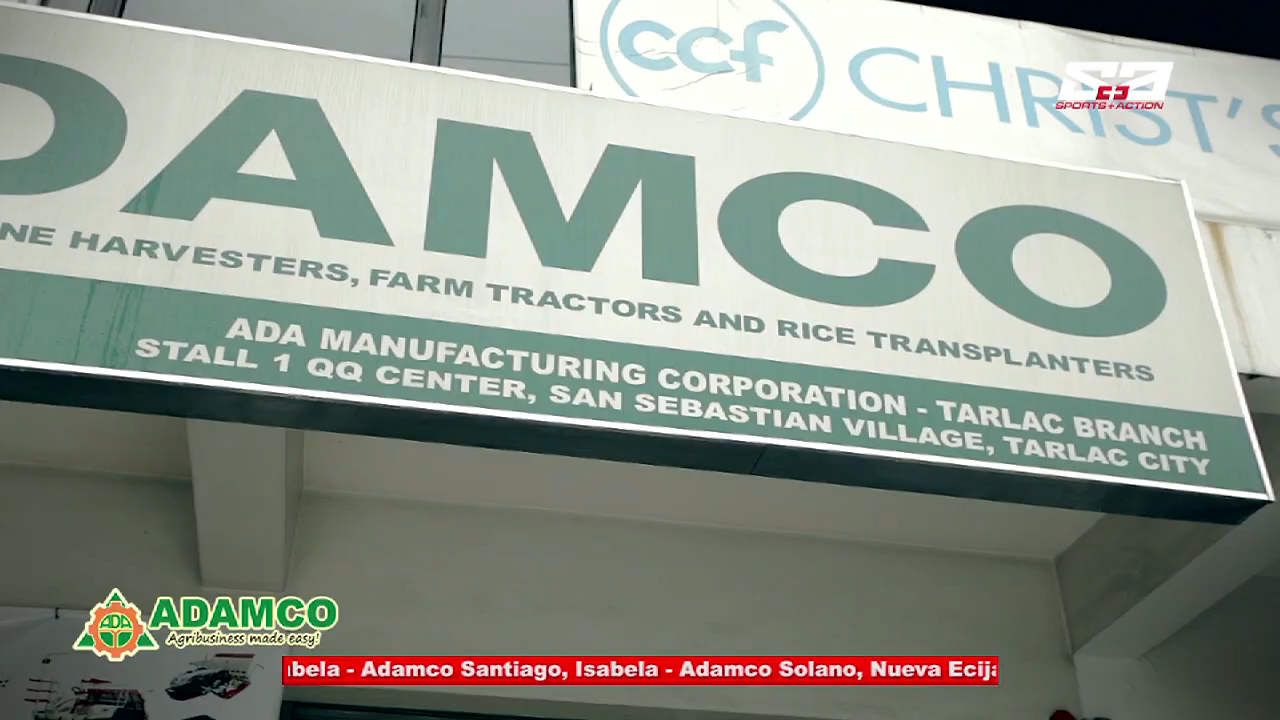 ccf CHRIST'S
S+A
SPORTS+ACTION
DAMCO
NE HARVESTERS, FARM TRACTORS AND RICE TRANSPLANTERS
ADA MANUFACTURING CORPORATION - TARLAC BRANCH
STALL 1 QQ CENTER, SAN SEBASTIAN VILLAGE, TARLAC CITY
ADA
ADAMCO
Agribusiness made easy!
bela - Adamco Santiago, Isabela - Adamco Solano, Nueva Ecija